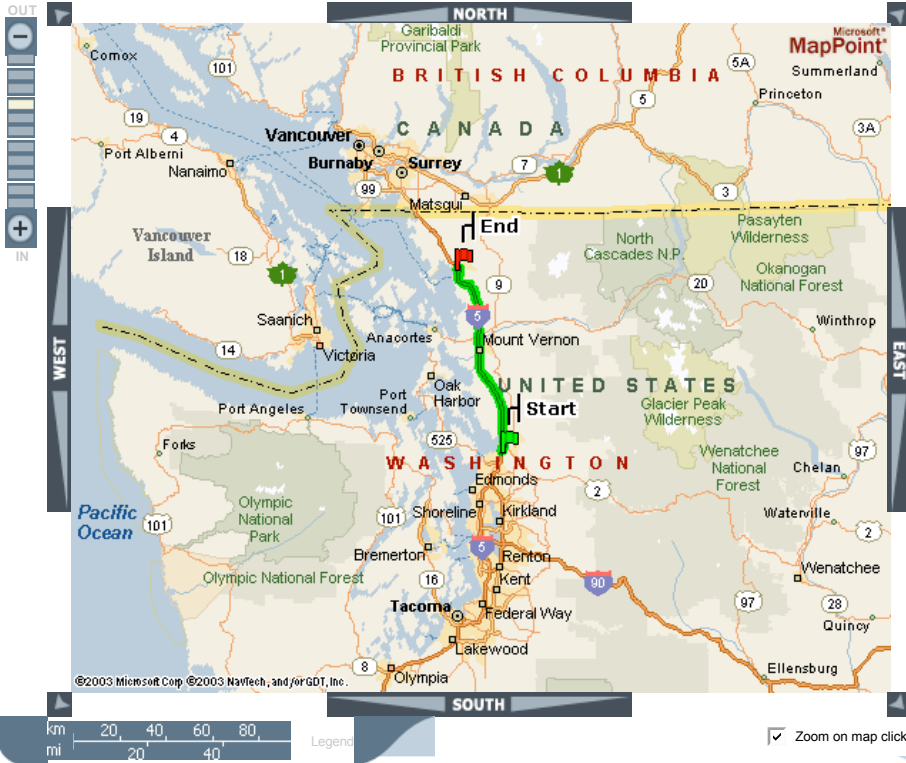 OUT
NORTH
Microsoft®
MapPoint®
Garibaldi
Provincial Park
Comox
101
BRITISH COLUMBIA
5A
Summerland
5
Princeton
19
4
CANADA
3A
Vancouver
Port Alberni
Nanaimo
Burnaby
Surrey
7
1
99
3
Matsqui
IN
End
Pasayten
Wilderness
Vancouver
Island
North
Cascades N.P.
18
1
9
Okanogan
National Forest
20
5
Saanich
Anacortes
Mount Vernon
Winthrop
WEST
EAST
14
Victoria
Oak
Harbor
UNITED STATES
Port
Townsend
Start
Glacier Peak
Wilderness
Port Angeles
525
Forks
97
WASHINGTON
Wenatchee
National
Forest
Chelan
Edmonds
2
Olympic
National
Park
Pacific
Ocean
101
101
Shoreline
Kirkland
Waterville
2
5
Bremerton
Renton
Wenatchee
Olympic National Forest
16
Kent
90
Tacoma
Federal Way
97
28
Quincy
Lakewood
8
Olympia
Ellensburg
©2003 Microsoft Corp ©2003 NavTech, and/or GDT, Inc.
SOUTH
km 20 40 60 80
mi 20 40
Legend
Zoom on map click